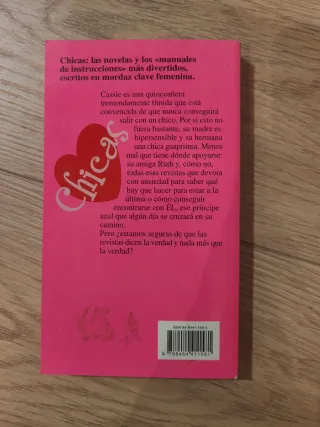 Chicas: las novelas y los «manuales
de instrucciones» más divertidos,
escritos en mordaz clave femenina.
Cassie es una quinceañera
tremendamente tímida que está
convencida de que nunca conseguirá
salir con un chico. Por si esto no
fuera bastante, su madre es
hipersensible y su hermana
una chica guapísima. Menos
mal que tiene dónde apoyarse:
su amiga Ruth y, cómo no,
todas esas revistas que devora
con ansiedad para saber qué
hay que hacer para estar a la
última o cómo conseguir
encontrarse con ÉL, ese príncipe
azul que algún día se cruzará en su
camino.
Pero ¿estamos seguros de que las
revistas dicen la verdad y nada más que
la verdad?
Chicas
ISBN